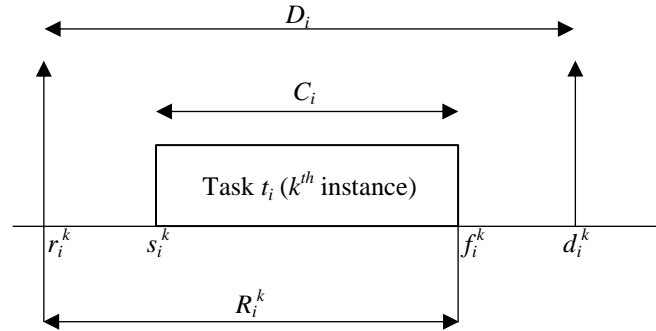 D_i
C_i
Task t_i (k^th instance)
r_i^k s_i^k f_i^k d_i^k
R_i^k